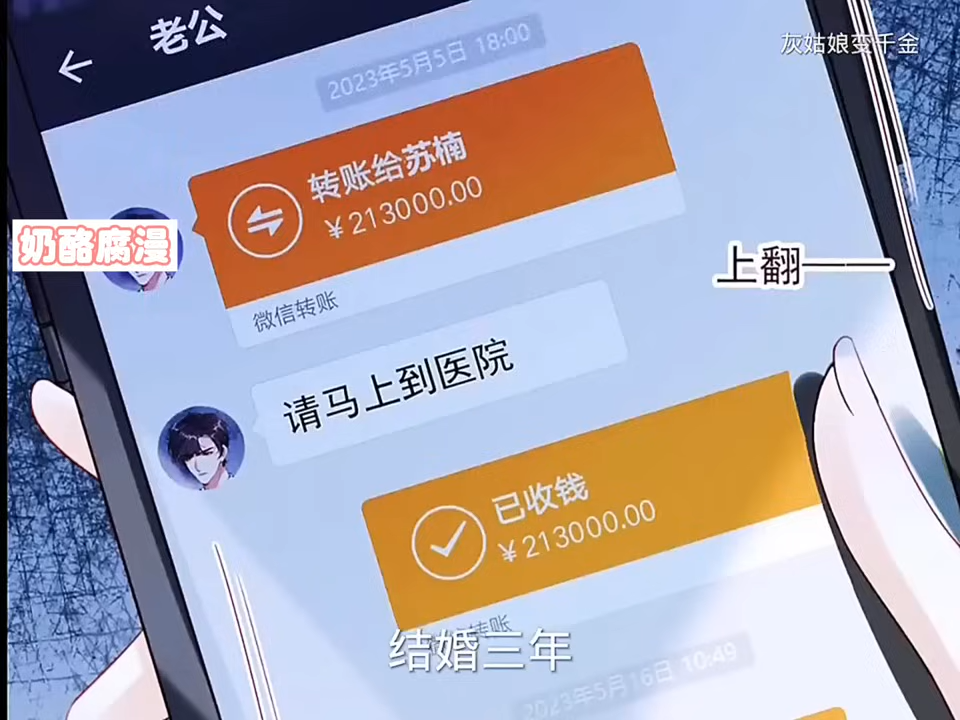 老公
灰姑娘变千金
2023年5月5日 18:00
转账给苏楠
¥213000.00
奶酪腐漫
微信转账
上翻——
请马上到医院
已收钱
¥213000.00
转账
结婚三年
2023年5月16日 10:49